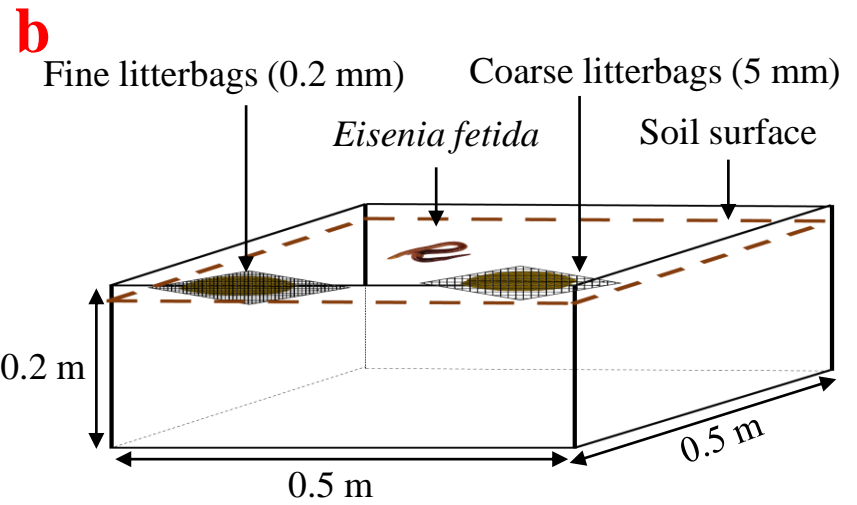 b
Fine litterbags (0.2 mm)
Coarse litterbags (5 mm)
Eisenia fetida
Soil surface
0.2 m
0.5 m
0.5 m